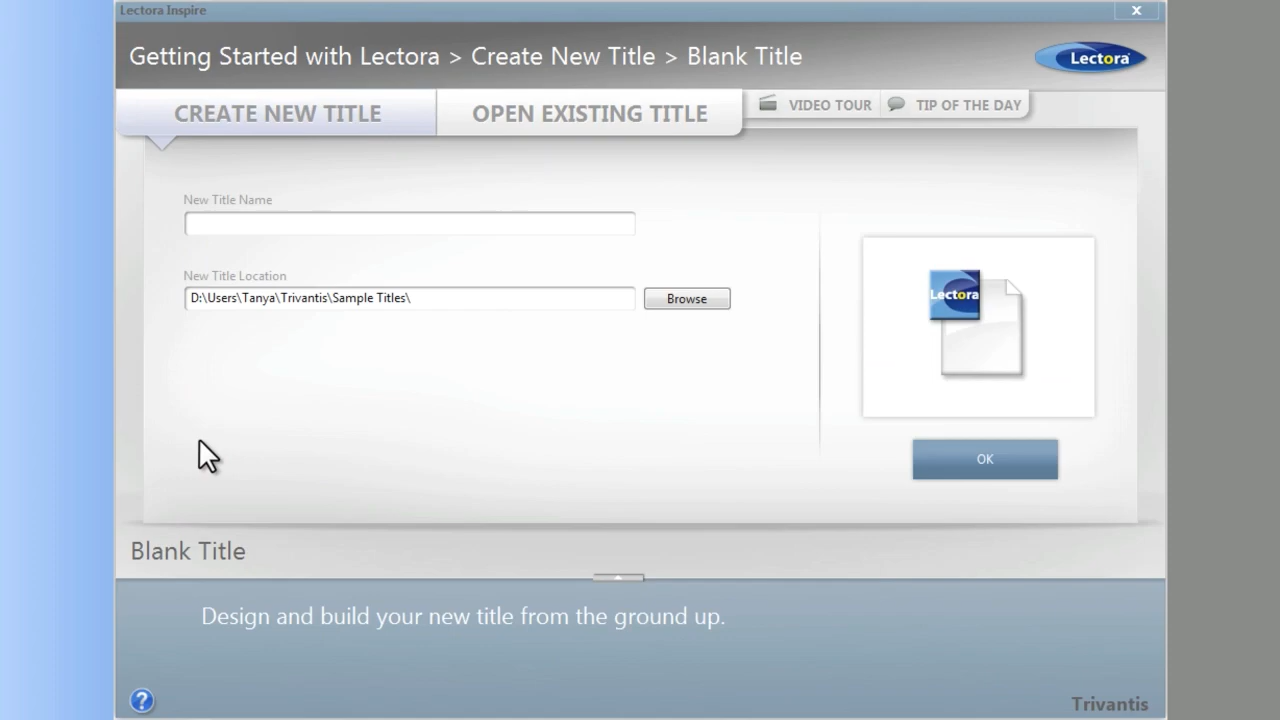 Lectora Inspire
Getting Started with Lectora > Create New Title > Blank Title
Lectora
CREATE NEW TITLE
OPEN EXISTING TITLE
VIDEO TOUR
TIP OF THE DAY
New Title Name
New Title Location
D:\Users\Tanya\Trivantis\Sample Titles\
Browse
Lectora
OK
Blank Title
Design and build your new title from the ground up.
?
Trivantis